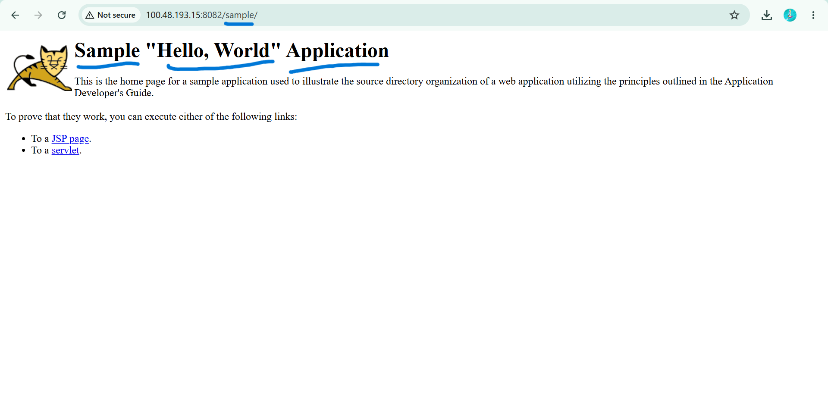 Not secure 100.48.193.15:8082/sample/
Sample "Hello, World" Application
This is the home page for a sample application used to illustrate the source directory organization of a web application utilizing the principles outlined in the Application
Developer's Guide.
To prove that they work, you can execute either of the following links:
• To a JSP page.
• To a servlet.